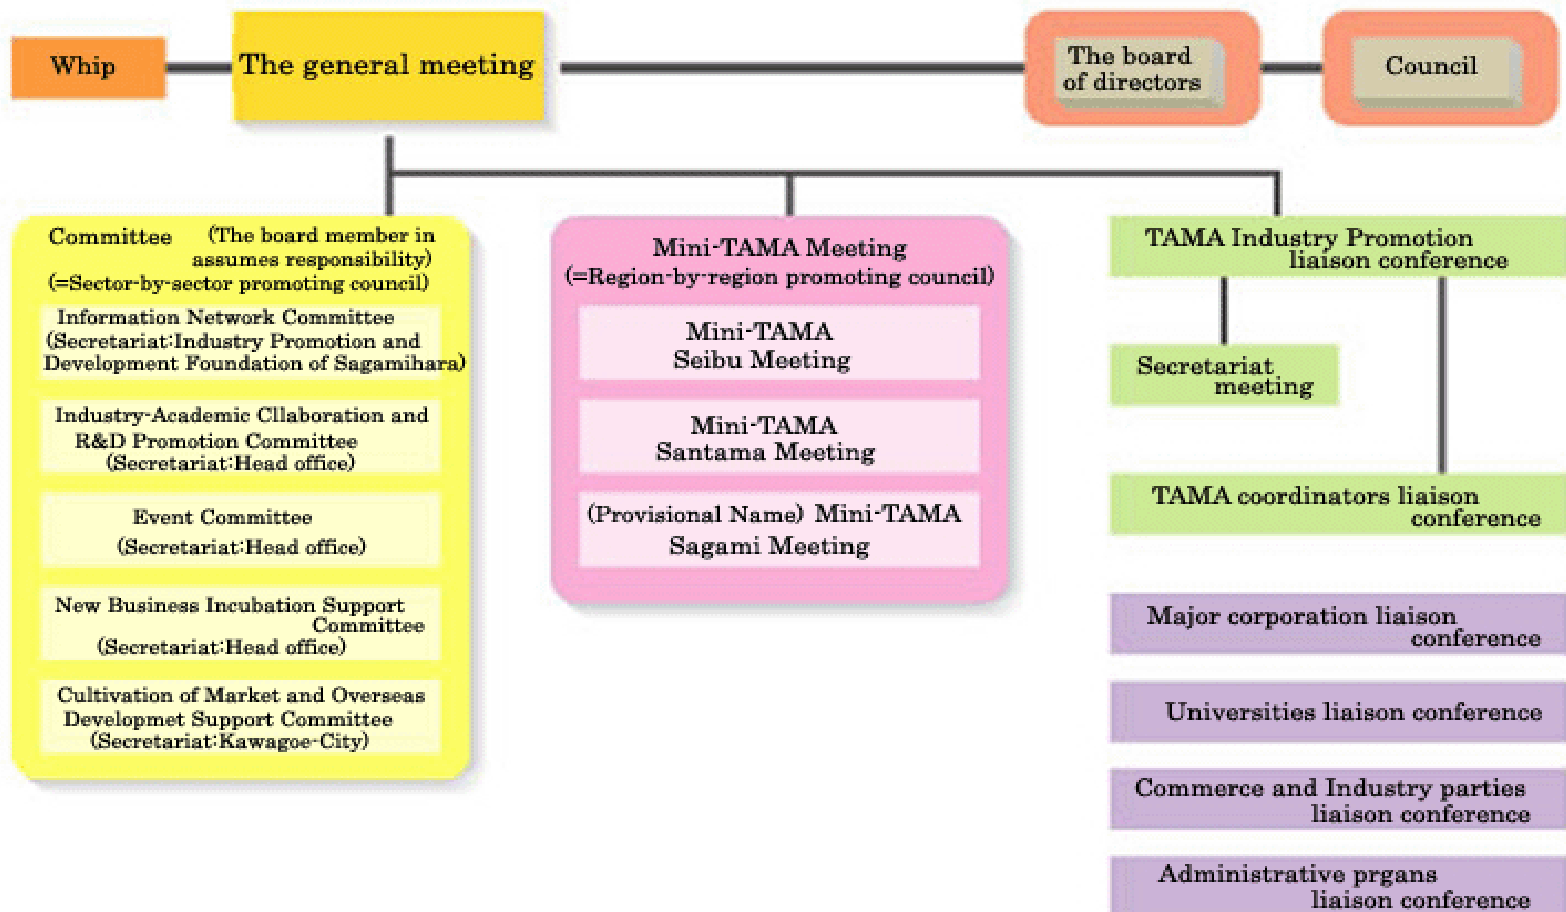 Whip
The general meeting
The board
of directors
Council
Committee (The board member in
assumes responsibility)
(=Sector-by-sector promoting council)
Information Network Committee
(Secretariat:Industry Promotion and
Development Foundation of Sagamihara)
Industry-Academic Cllaboration and
R&D Promotion Committee
(Secretariat:Head office)
Event Committee
(Secretariat:Head office)
New Business Incubation Support
Committee
(Secretariat:Head office)
Cultivation of Market and Overseas
Developmet Support Committee
(Secretariat:Kawagoe-City)
Mini-TAMA Meeting
(=Region-by-region promoting council)
Mini-TAMA
Seibu Meeting
Mini-TAMA
Santama Meeting
(Provisional Name) Mini-TAMA
Sagami Meeting
TAMA Industry Promotion
liaison conference
Secretariat
meeting
TAMA coordinators liaison
conference
Major corporation liaison
conference
Universities liaison conference
Commerce and Industry parties
liaison conference
Administrative prgans
liaison conference